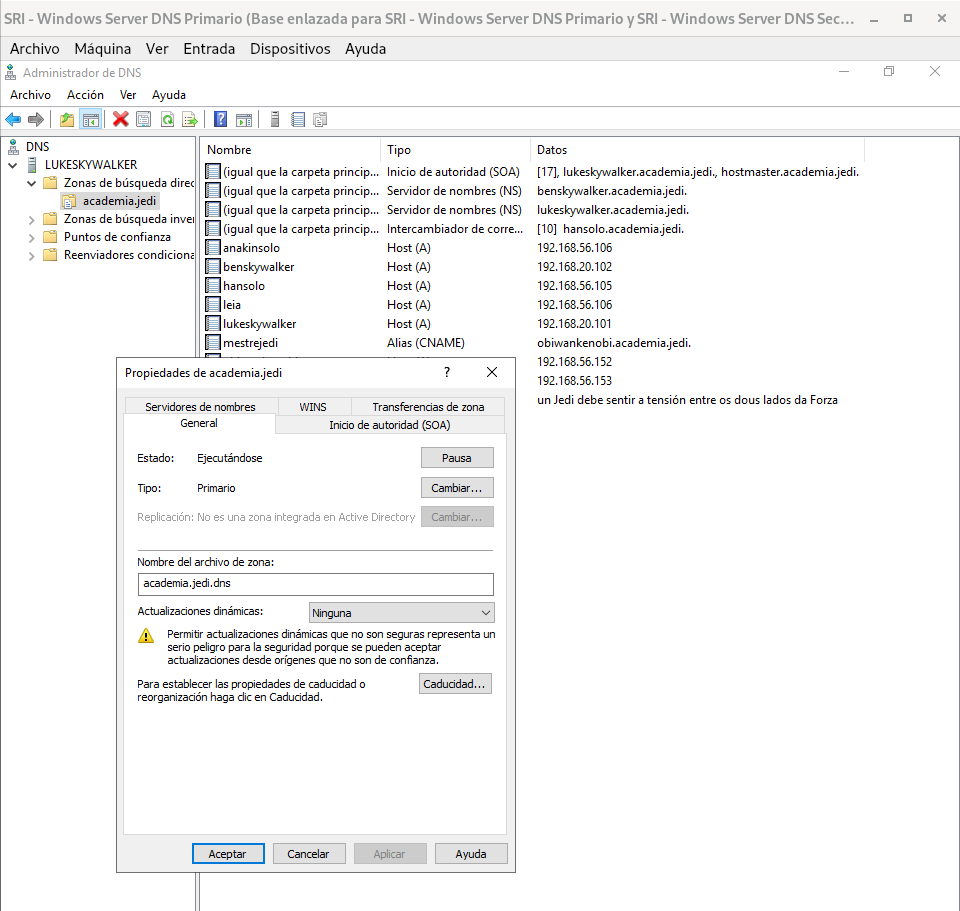 SRI - Windows Server DNS Primario (Base enlazada para SRI - Windows Server DNS Primario y SRI - Windows Server DNS Sec...
Archivo Máquina Ver Entrada Dispositivos Ayuda
Administrador de DNS
Archivo Acción Ver Ayuda
DNS
LUKESKYWALKER
Zonas de búsqueda direc
academia.jedi
Zonas de búsqueda inver
Puntos de confianza
Reenviadores condiciona
Nombre Tipo Datos
(igual que la carpeta princip... Inicio de autoridad (SOA) [17], lukeskywalker.academia.jedi., hostmaster.academia.jedi.
(igual que la carpeta princip... Servidor de nombres (NS) benskywalker.academia.jedi.
(igual que la carpeta princip... Servidor de nombres (NS) lukeskywalker.academia.jedi.
(igual que la carpeta princip... Intercambiador de corre... [10] hansolo.academia.jedi.
anakinsolo Host (A) 192.168.56.106
benskywalker Host (A) 192.168.20.102
hansolo Host (A) 192.168.56.105
leia Host (A) 192.168.56.106
lukeskywalker Host (A) 192.168.20.101
mestrejedi Alias (CNAME) obiwankenobi.academia.jedi.
192.168.56.152
192.168.56.153
un Jedi debe sentir a tensión entre os dous lados da Forza
Propiedades de academia.jedi ?
Servidores de nombres WINS Transferencias de zona
General Inicio de autoridad (SOA)
Estado: Ejecutándose Pausa
Tipo: Primario Cambiar...
Replicación: No es una zona integrada en Active Directory Cambiar...
Nombre del archivo de zona:
academia.jedi.dns
Actualizaciones dinámicas: Ninguna
Permitir actualizaciones dinámicas que no son seguras representa un
serio peligro para la seguridad porque se pueden aceptar
actualizaciones desde orígenes que no son de confianza.
Para establecer las propiedades de caducidad o
reorganización haga clic en Caducidad.
Caducidad...
Aceptar Cancelar Aplicar Ayuda